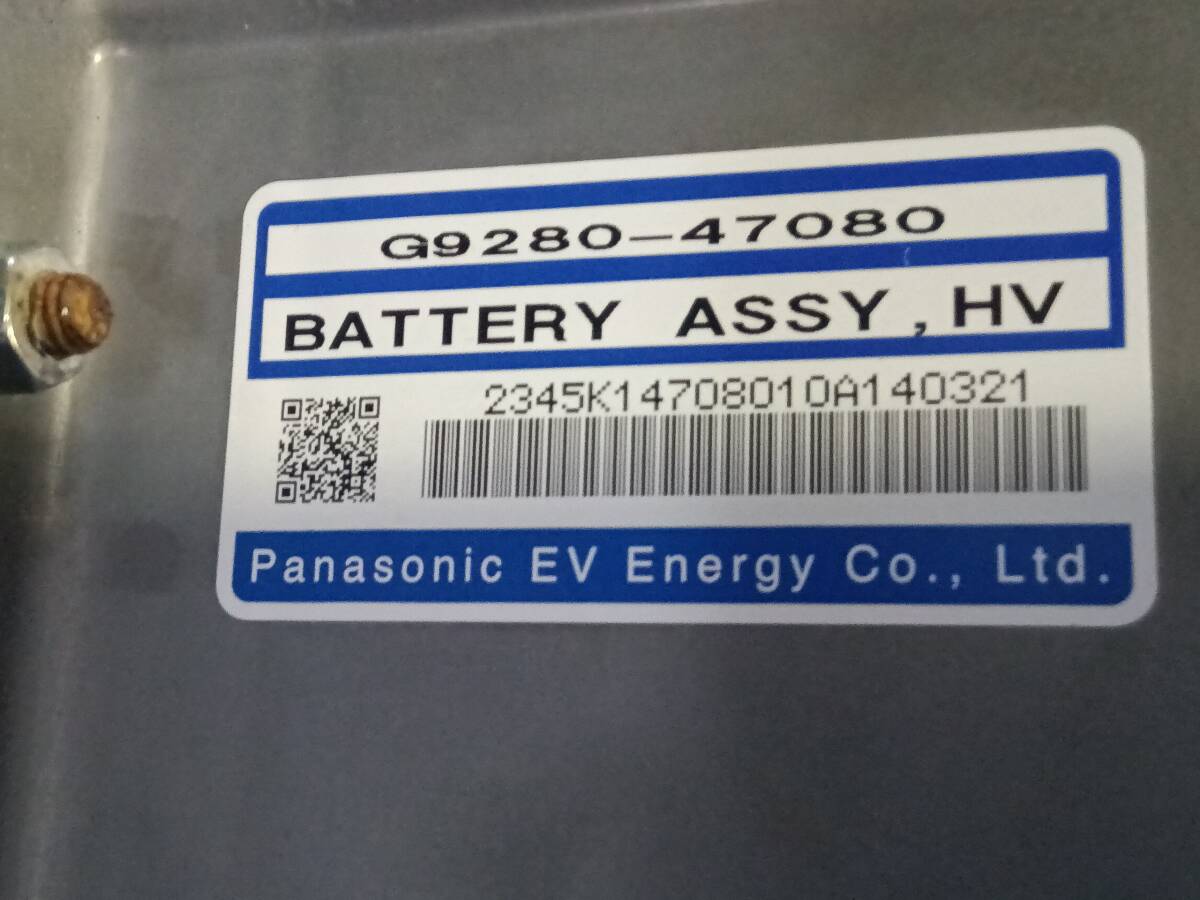 G9280-47080
BATTERY ASSY, HV
2345K14708010A140321
Panasonic EV Energy Co., Ltd.